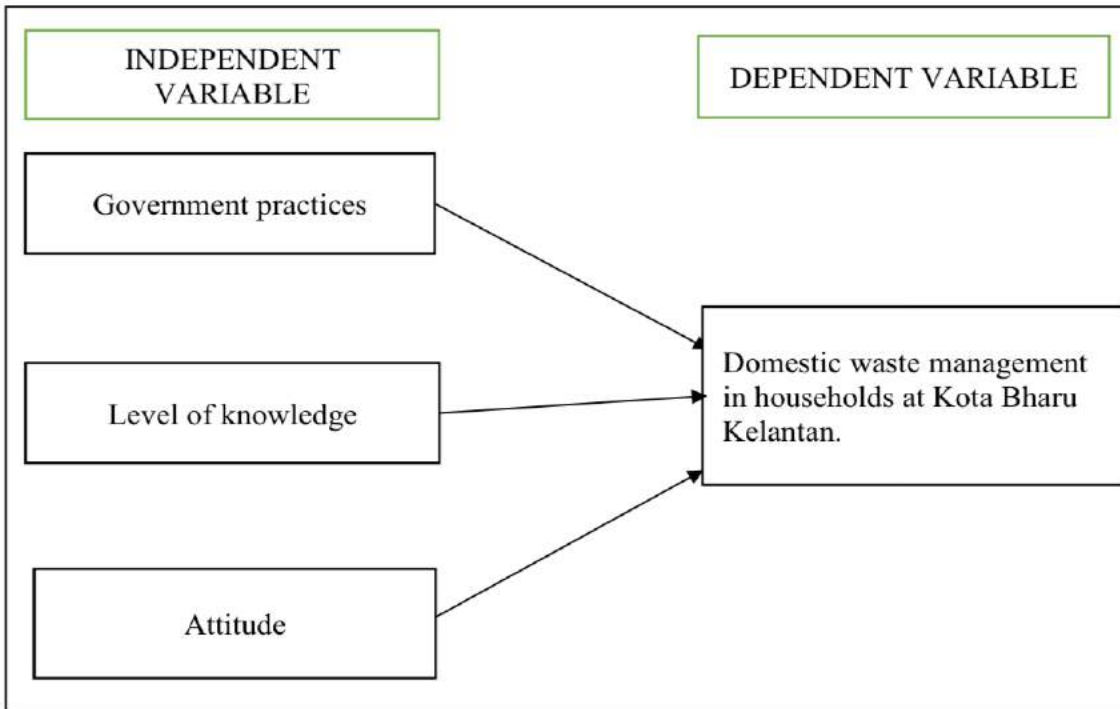 INDEPENDENT
VARIABLE
DEPENDENT VARIABLE
Government practices
Level of knowledge
Attitude
Domestic waste management
in households at Kota Bharu
Kelantan.